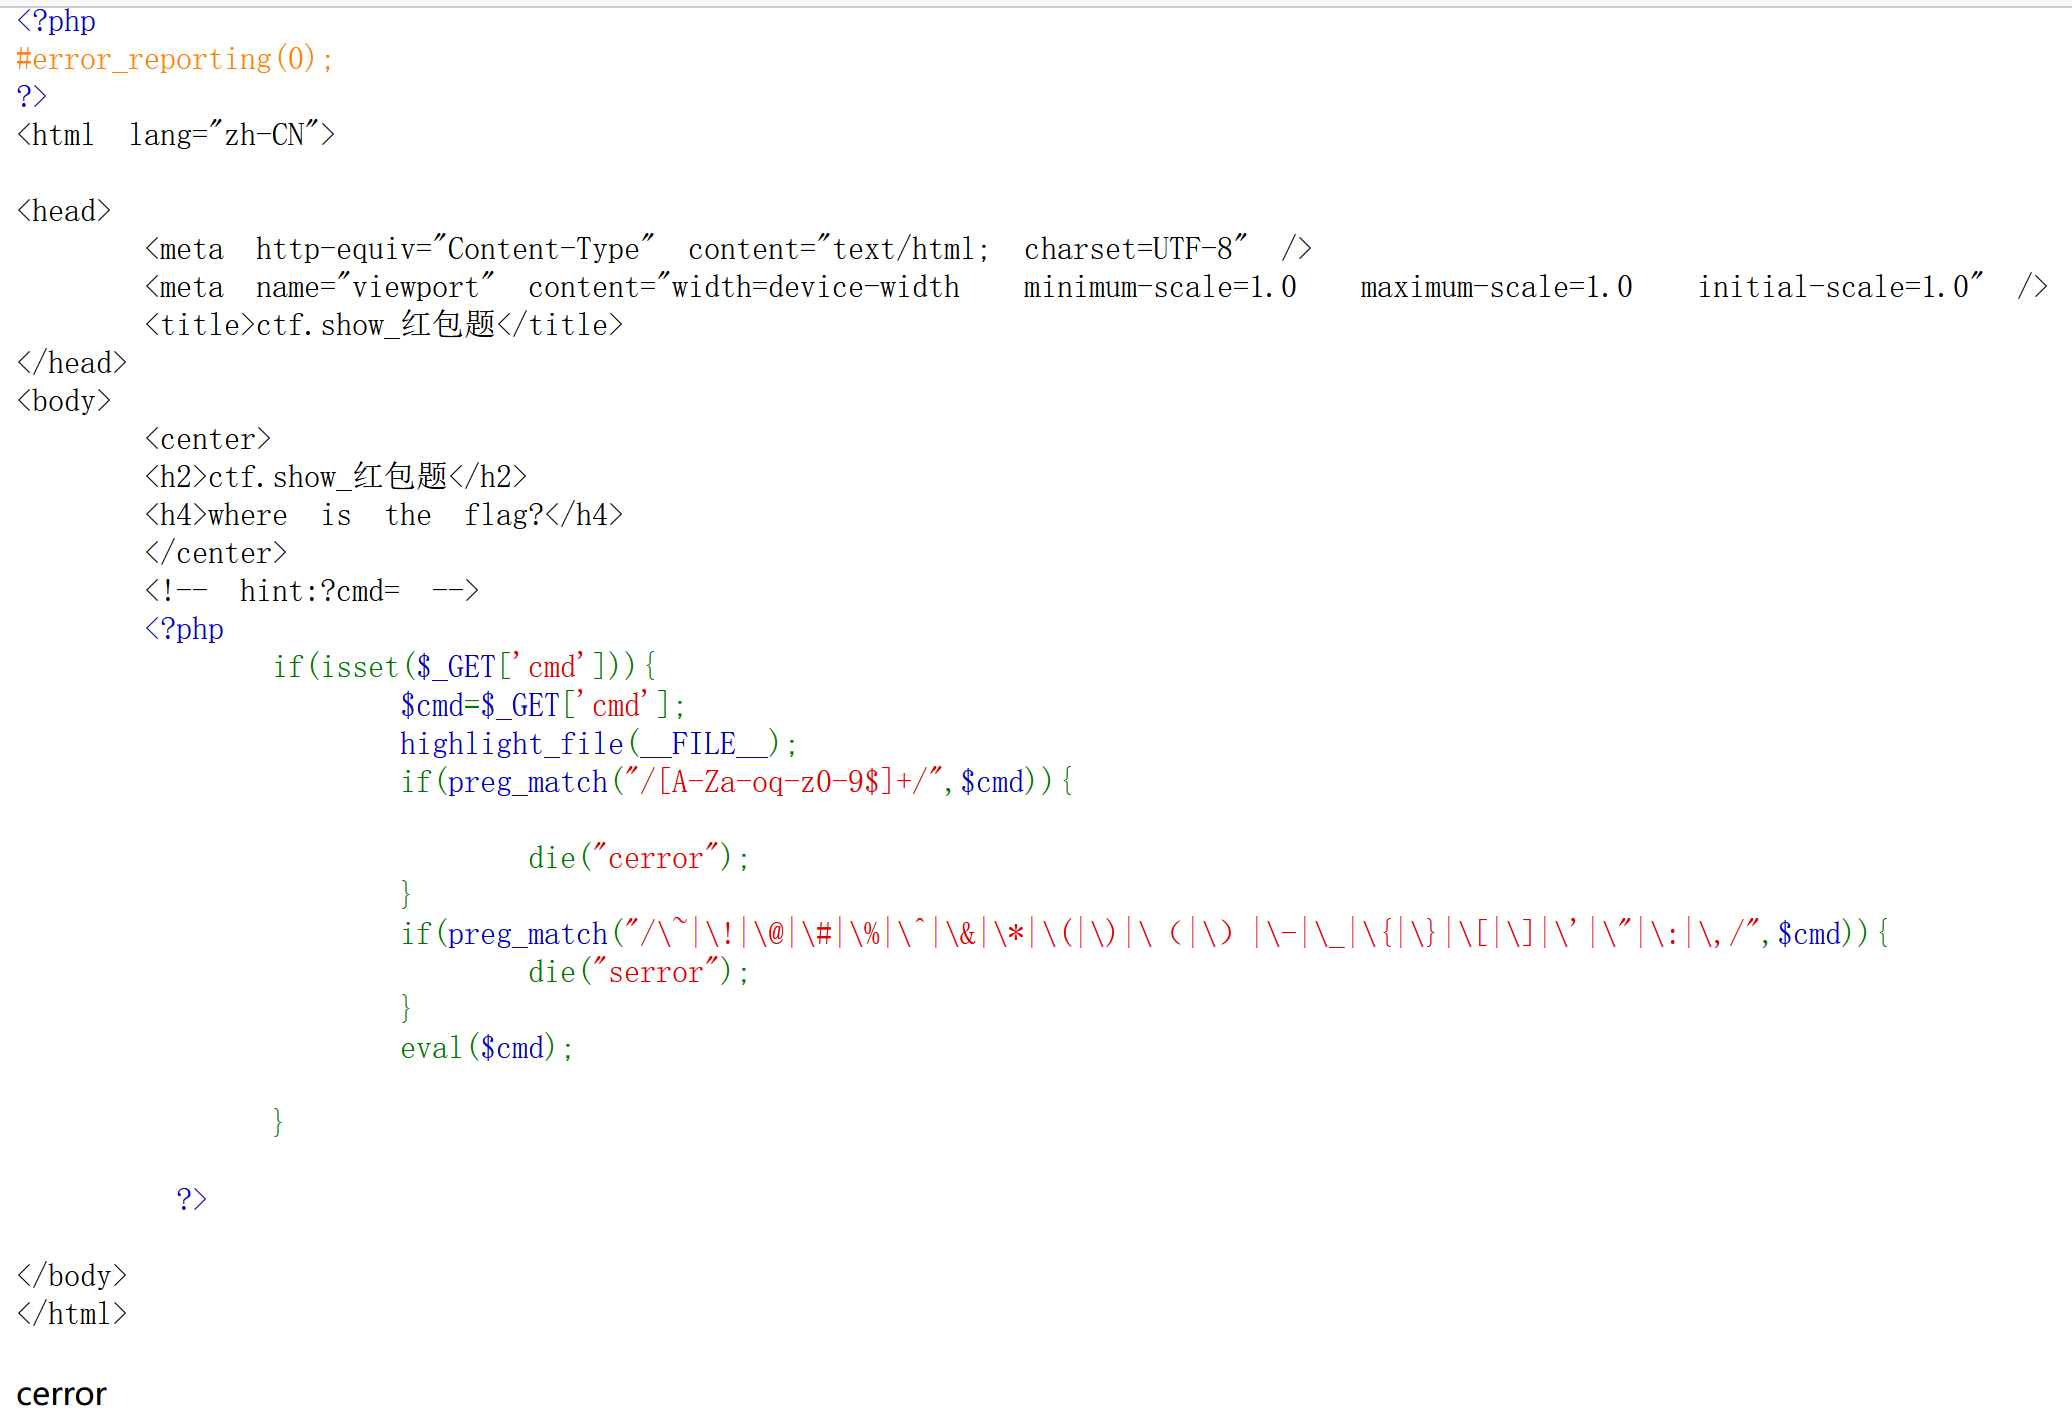 <?php
#error_reporting(0);
?>
<html lang="zh-CN">
<head>
<meta http-equiv="Content-Type" content="text/html; charset=UTF-8" />
<meta name="viewport" content="width=device-width minimum-scale=1.0 maximum-scale=1.0 initial-scale=1.0" />
<title>ctf.show_红包题</title>
</head>
<body>
<center>
<h2>ctf.show_红包题</h2>
<h4>where is the flag?</h4>
</center>
<!-- hint:?cmd= -->
<?php
if(isset($_GET['cmd'])){
$cmd=$_GET['cmd'];
highlight_file(__FILE__);
if(preg_match("/[A-Za-oq-z0-9$]+/",$cmd)){
die("cerror");
}
if(preg_match("/\~|\!|\@|\#|\%|\^|\&|\*|\(|\)|\（|\）|\-|\_|\{|\}|\[|\]|\'|\"|\:|\,/",$cmd)){
die("serror");
}
eval($cmd);
}
?>
</body>
</html>
cerror